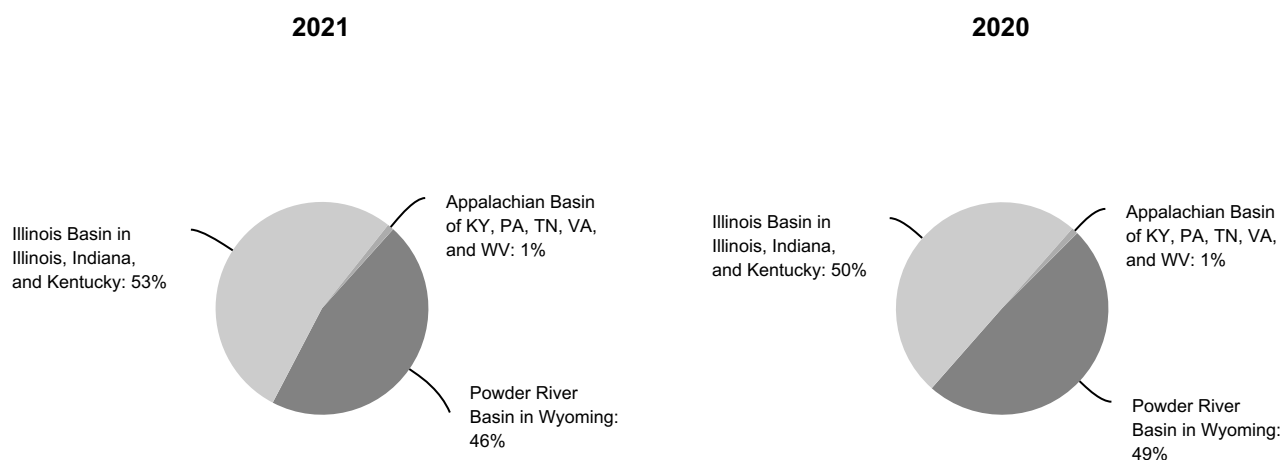 2021
Illinois Basin in
Illinois, Indiana,
and Kentucky: 53%
Appalachian Basin
of KY, PA, TN, VA,
and WV: 1%
Powder River
Basin in Wyoming:
46%
2020
Illinois Basin in
Illinois, Indiana,
and Kentucky: 50%
Appalachian Basin
of KY, PA, TN, VA,
and WV: 1%
Powder River
Basin in Wyoming:
49%